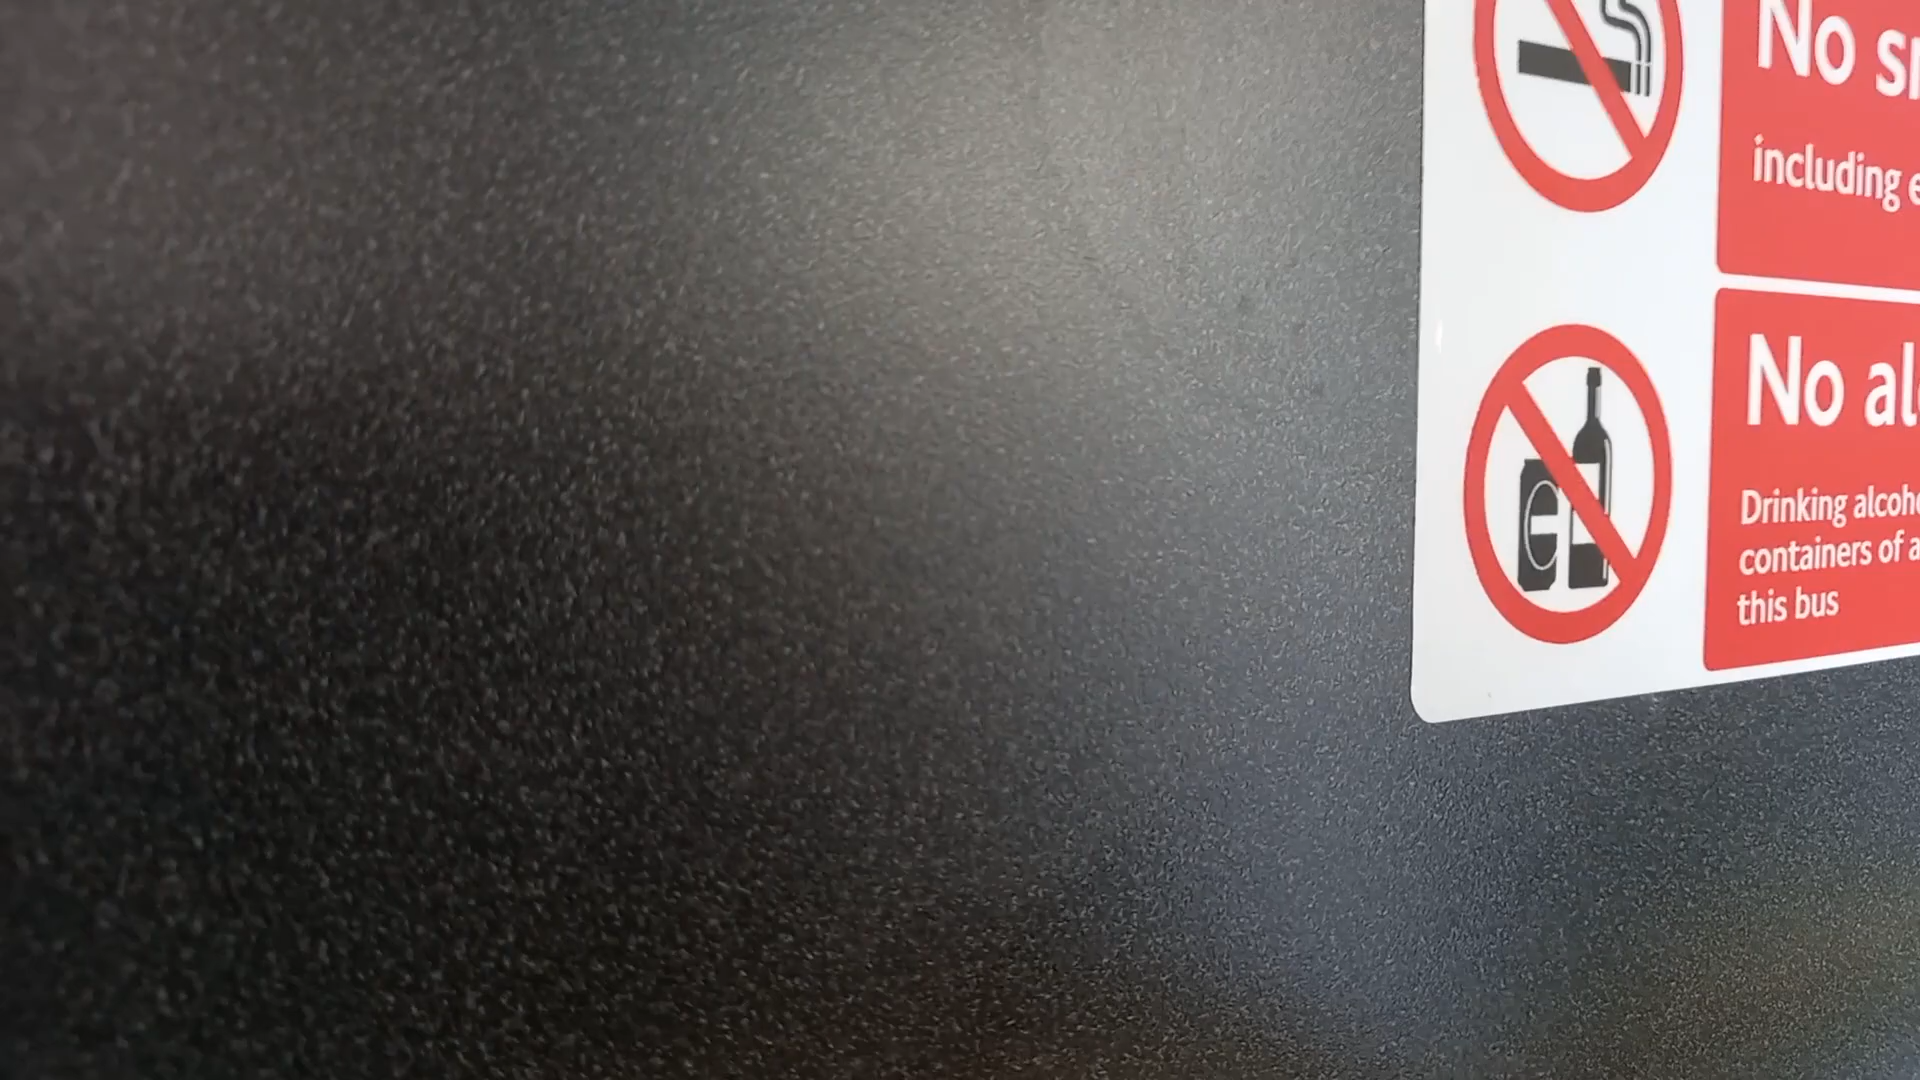 No
including
No
Drinking
containers of
this bus